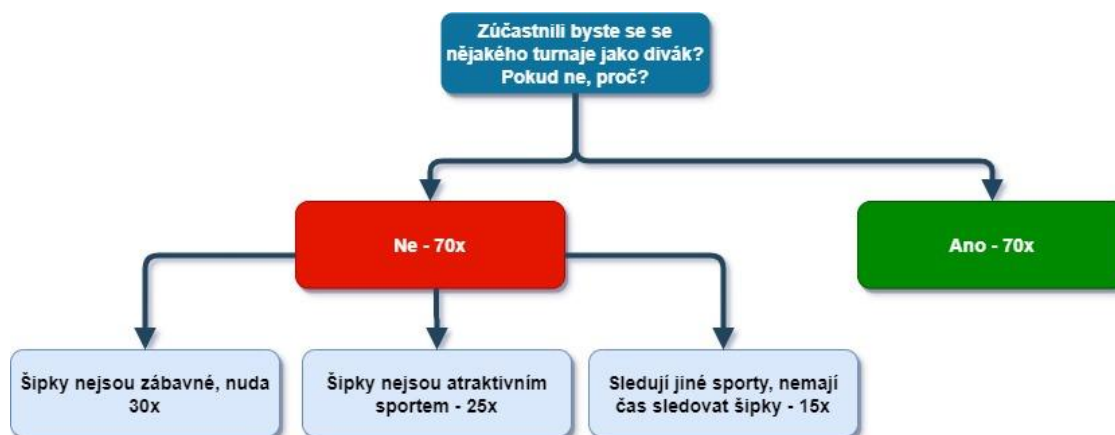 Zúčastnili byste se se
nějakého turnaje jako divák?
Pokud ne, proč?
Ne - 70x
Ano - 70x
Šipky nejsou zábavné, nuda
30x
Šipky nejsou atraktivním
sportem - 25x
Sledují jiné sporty, nemají
čas sledovat šipky - 15x